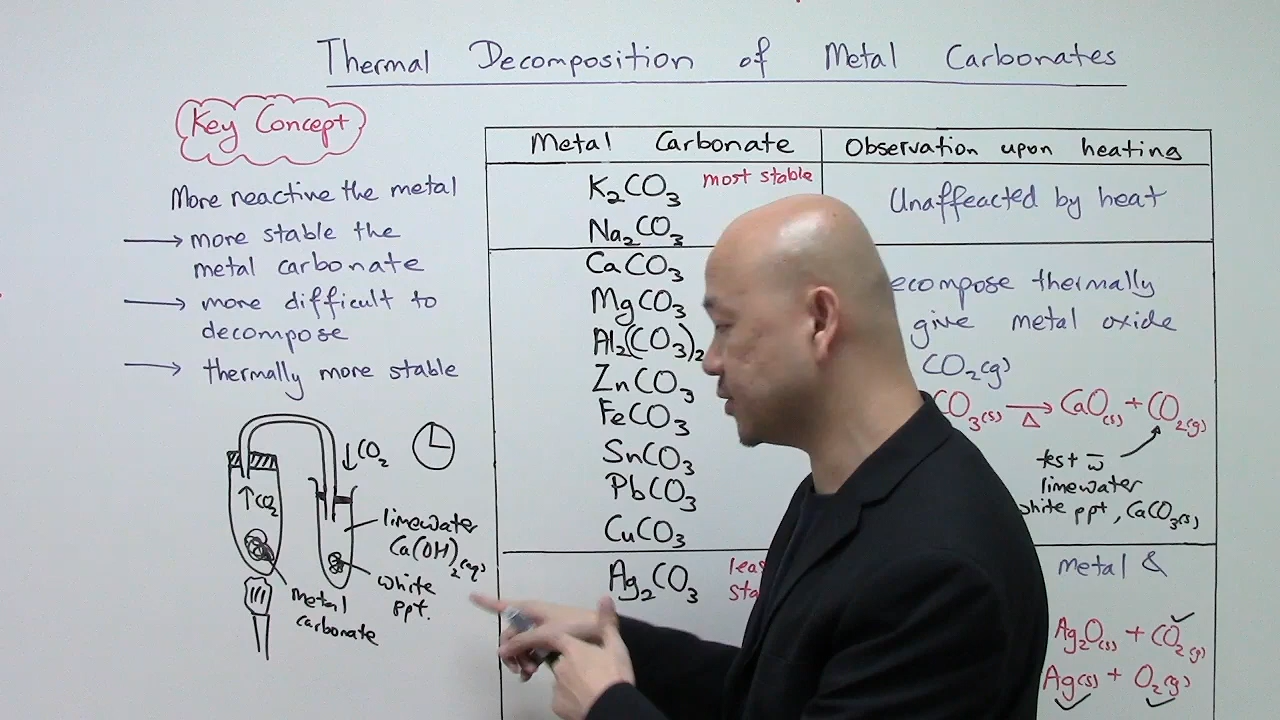 Thermal Decomposition of Metal Carbonates
Key Concept
More reactive the metal
→ more stable the
metal carbonate
→ more difficult to
decompose
→ thermally more stable
↓CO2
↑CO2
limewater
Ca(OH)2(aq)
white
ppt.
metal
carbonate
Metal Carbonate
Observation upon heating
K2CO3 most stable
Na2CO3
Unaffeacted by heat
CaCO3
MgCO3
Al2(CO3)2
ZnCO3
FeCO3
SnCO3
PbCO3
CuCO3
ecompose thermally
give metal oxide
CO2(g)
CO3(s) →Δ CaO(s) + CO2(g)
test w̅
limewater
white ppt, CaCO3(s)
Ag2CO3
metal &
Ag2O(s) + CO2(g)
Ag(s) + O2(g)